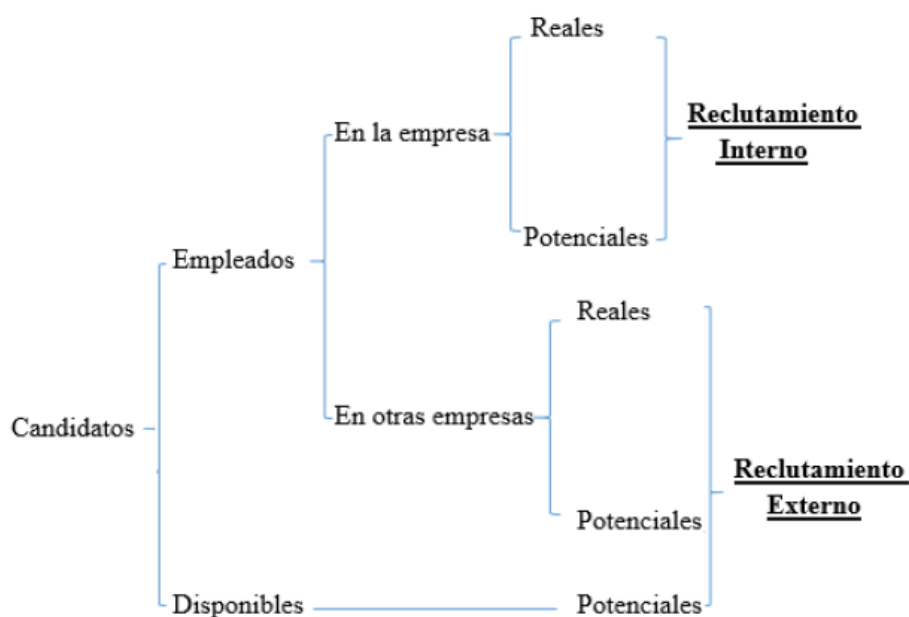 Reales
Reclutamiento
Interno
En la empresa
Potenciales
Empleados
Reales
En otras empresas
Candidatos
Reclutamiento
Externo
Potenciales
Disponibles
Potenciales